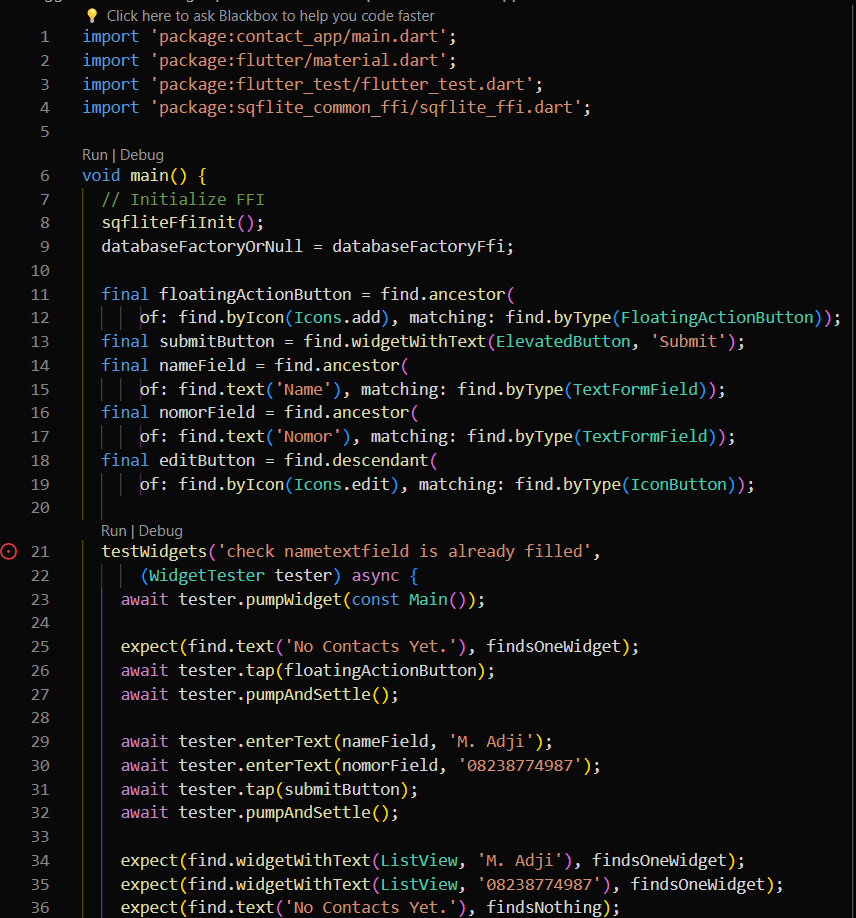 Click here to ask Blackbox to help you code faster
1 import 'package:contact_app/main.dart';
2 import 'package:flutter/material.dart';
3 import 'package:flutter_test/flutter_test.dart';
4 import 'package:sqflite_common_ffi/sqflite_ffi.dart';
5
Run | Debug
6 void main() {
7 // Initialize FFI
8 sqfliteFfiInit();
9 databaseFactoryOrNull = databaseFactoryFfi;
10
11 final floatingActionButton = find.ancestor(
12 of: find.byIcon(Icons.add), matching: find.byType(FloatingActionButton));
13 final submitButton = find.widgetWithText(ElevatedButton, 'Submit');
14 final nameField = find.ancestor(
15 of: find.text('Name'), matching: find.byType(TextFormField));
16 final nomorField = find.ancestor(
17 of: find.text('Nomor'), matching: find.byType(TextFormField));
18 final editButton = find.descendant(
19 of: find.byIcon(Icons.edit), matching: find.byType(IconButton));
20
Run | Debug
21 testWidgets('check nametextfield is already filled',
22 (WidgetTester tester) async {
23 await tester.pumpWidget(const Main());
24
25 expect(find.text('No Contacts Yet.'), findsOneWidget);
26 await tester.tap(floatingActionButton);
27 await tester.pumpAndSettle();
28
29 await tester.enterText(nameField, 'M. Adji');
30 await tester.enterText(nomorField, '08238774987');
31 await tester.tap(submitButton);
32 await tester.pumpAndSettle();
33
34 expect(find.widgetWithText(ListView, 'M. Adji'), findsOneWidget);
35 expect(find.widgetWithText(ListView, '08238774987'), findsOneWidget);
36 expect(find.text('No Contacts Yet.'), findsNothing);